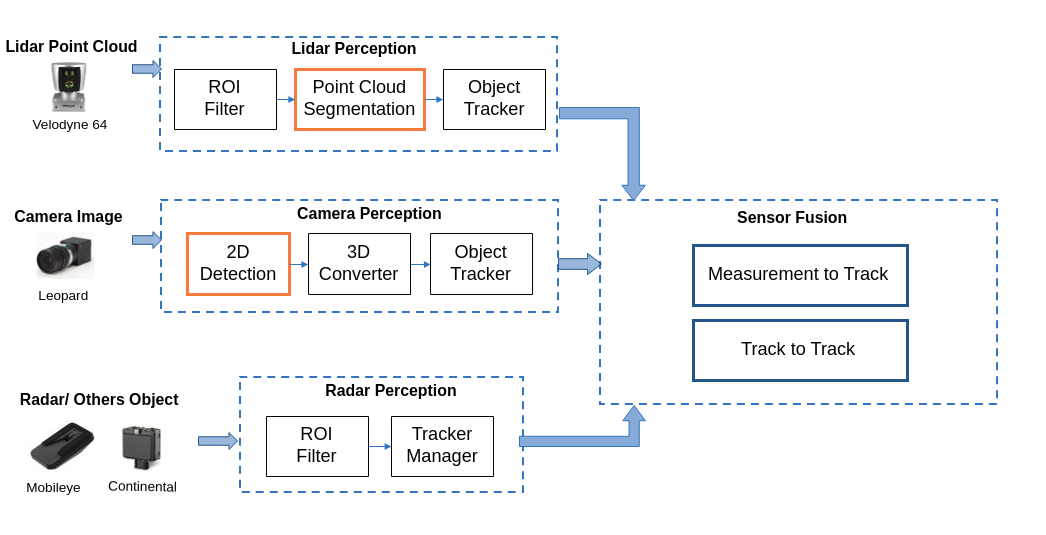 Lidar Point Cloud
Velodyne 64
Lidar Perception
ROI
Filter
Point Cloud
Segmentation
Object
Tracker
Camera Image
Leopard
Camera Perception
2D
Detection
3D
Converter
Object
Tracker
Sensor Fusion
Measurement to Track
Track to Track
Radar/ Others Object
Mobileye
Continental
Radar Perception
ROI
Filter
Tracker
Manager